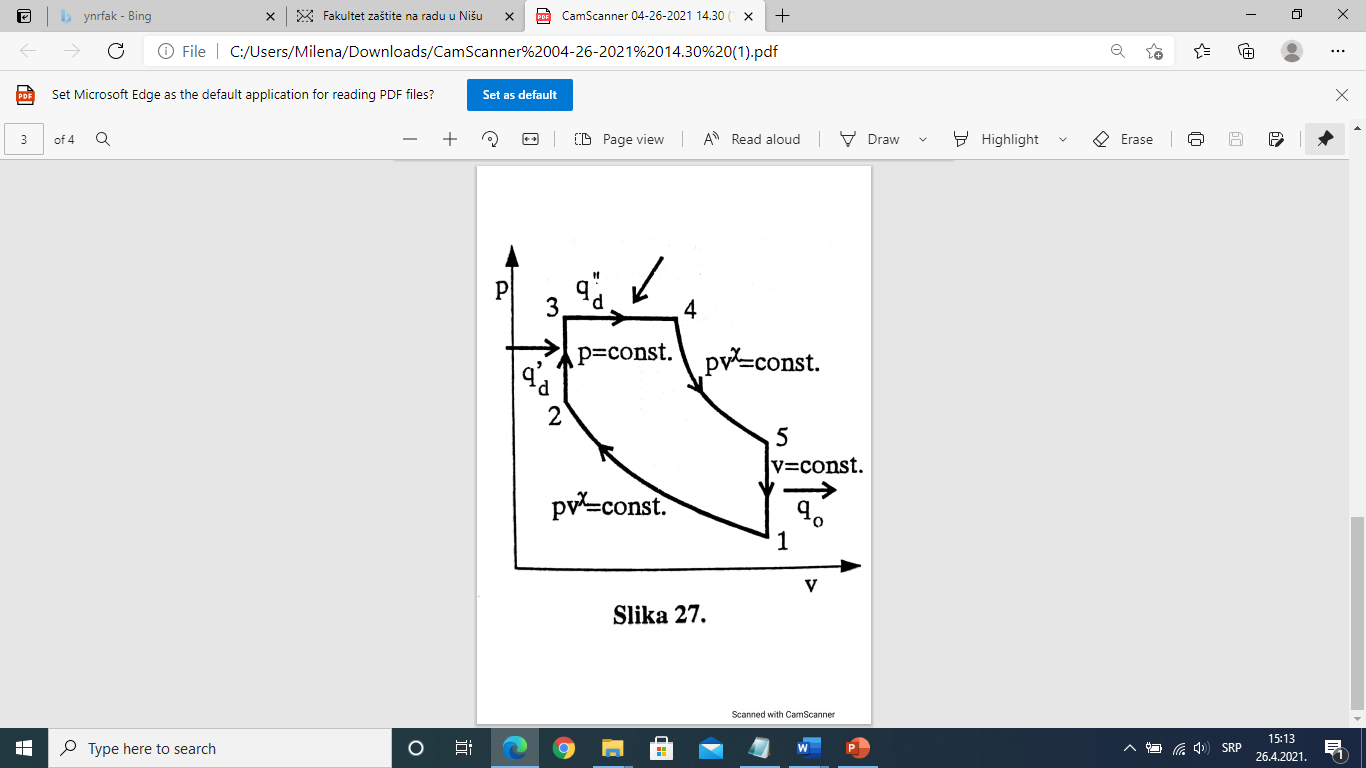 ynrfak - Bing
Fakultet zaštite na radu u Nišu
CamScanner 04-26-2021 14.30 (
File
C:/Users/Milena/Downloads/CamScanner%2004-26-2021%2014.30%20(1).pdf
Set Microsoft Edge as the default application for reading PDF files?
Set as default
3 of 4
Page view
Read aloud
Draw
Highlight
Erase
p
q"d
3
4
p=const.
pvχ=const.
q'd
2
5
v=const.
pvχ=const.
qo
1
v
Slika 27.
Scanned with CamScanner
Type here to search
SRP
15:13
26.4.2021.
1